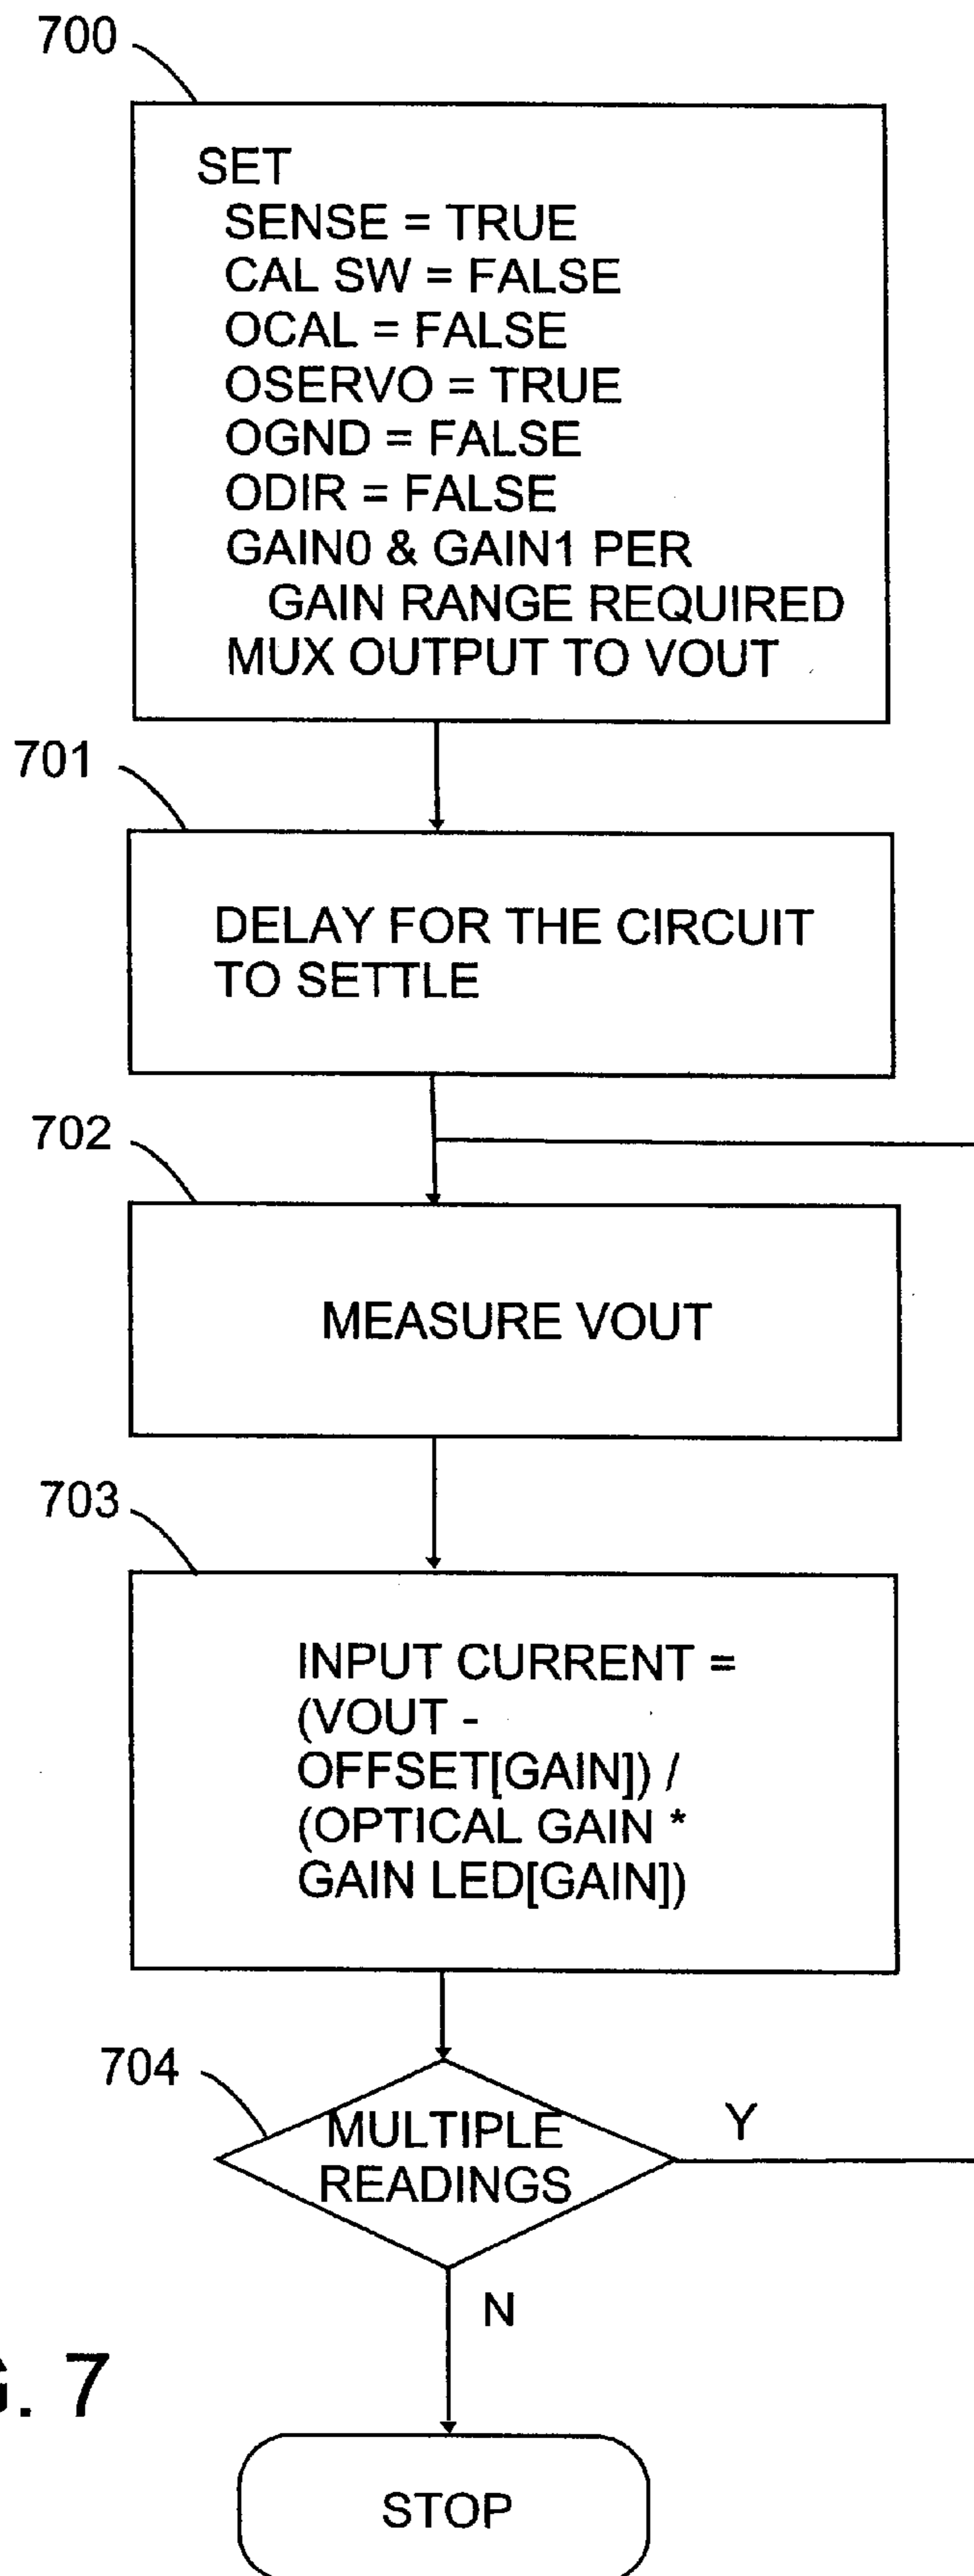 700
SET
SENSE = TRUE
CAL SW = FALSE
OCAL = FALSE
OSERVO = TRUE
OGND = FALSE
ODIR = FALSE
GAIN0 & GAIN1 PER
GAIN RANGE REQUIRED
MUX OUTPUT TO VOUT
701
DELAY FOR THE CIRCUIT
TO SETTLE
702
MEASURE VOUT
703
INPUT CURRENT =
(VOUT -
OFFSET[GAIN]) /
(OPTICAL GAIN *
GAIN LED[GAIN])
704
MULTIPLE
READINGS
Y
N
G. 7
STOP